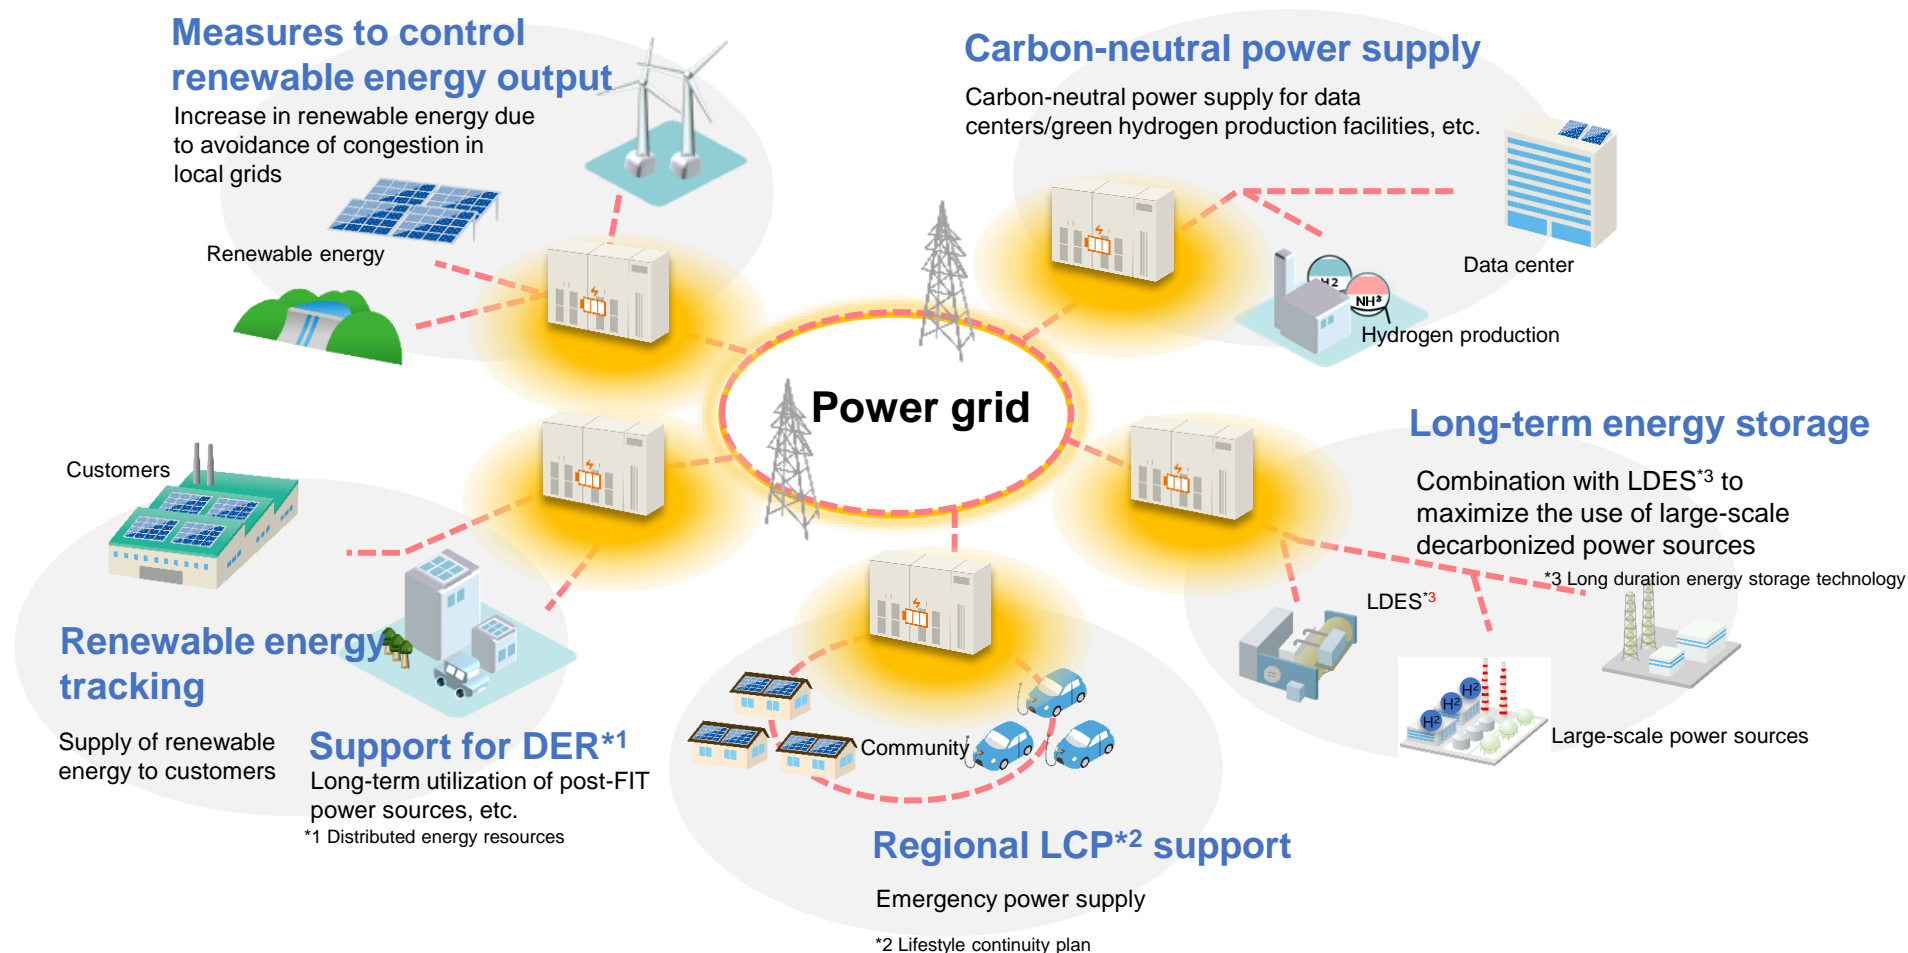 Measures to control
renewable energy output
Increase in renewable energy due
to avoidance of congestion in
local grids
Renewable energy
Carbon-neutral power supply
Carbon-neutral power supply for data
centers/green hydrogen production facilities, etc.
Data center
H2
NH³
Hydrogen production
Power grid
Customers
Renewable energy
tracking
Supply of renewable
energy to customers
Support for DER*1
Long-term utilization of post-FIT
power sources, etc.
*1 Distributed energy resources
Community
Regional LCP*2 support
Emergency power supply
*2 Lifestyle continuity plan
Long-term energy storage
Combination with LDES*3 to
maximize the use of large-scale
decarbonized power sources
*3 Long duration energy storage technology
LDES*3
H²
H²
H²
Large-scale power sources